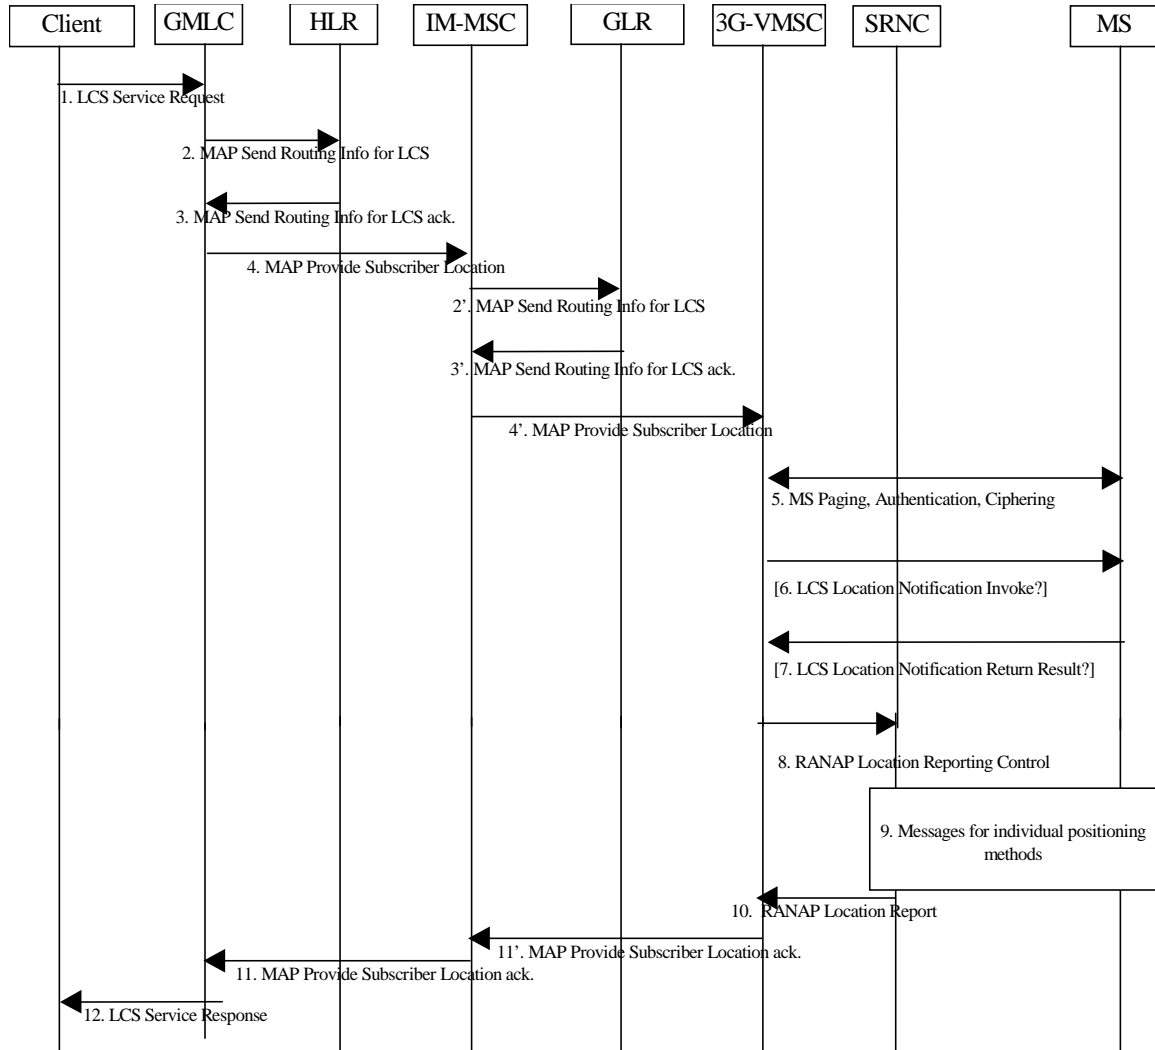 Client
GMLC
HLR
IM-MSC
GLR
3G-VMSC
SRNC
MS
1. LCS Service Request
2. MAP Send Routing Info for LCS
3. MAP Send Routing Info for LCS ack.
4. MAP Provide Subscriber Location
2’. MAP Send Routing Info for LCS
3’. MAP Send Routing Info for LCS ack.
4’. MAP Provide Subscriber Location
5. MS Paging, Authentication, Ciphering
[6. LCS Location Notification Invoke?]
[7. LCS Location Notification Return Result?]
8. RANAP Location Reporting Control
9. Messages for individual positioning
methods
10. RANAP Location Report
11’. MAP Provide Subscriber Location ack.
11. MAP Provide Subscriber Location ack.
12. LCS Service Response